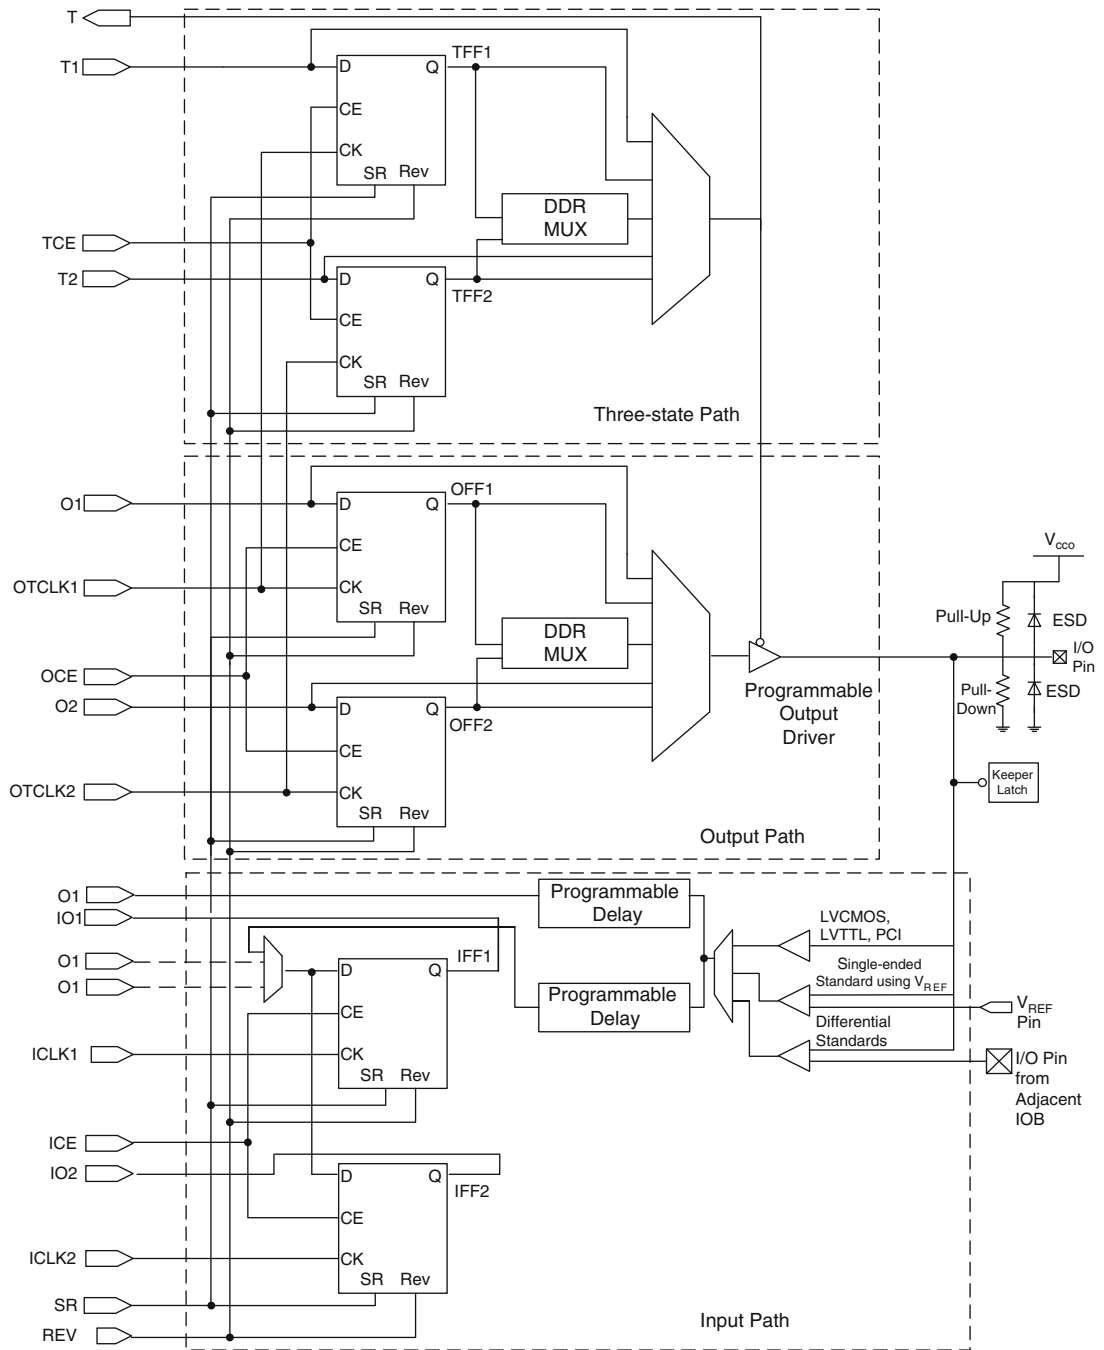 T
T1
D
Q
TFF1
CE
CK
SR
Rev
DDR
MUX
TCE
T2
D
Q
TFF2
CE
CK
SR
Rev
Three-state Path
O1
D
Q
OFF1
CE
OTCLK1
CK
SR
Rev
DDR
MUX
OCE
O2
D
Q
OFF2
CE
OTCLK2
CK
SR
Rev
Programmable
Output
Driver
Output Path
Vcco
Pull-Up
ESD
I/O
Pin
Pull-
Down
ESD
Keeper
Latch
O1
Programmable
Delay
IO1
O1
O1
D
Q
IFF1
CE
ICLK1
CK
SR
Rev
Programmable
Delay
LVCMOS,
LVTTL, PCI
Single-ended
Standard using VREF
Differential
Standards
VREF
Pin
I/O Pin
from
Adjacent
IOB
ICE
IO2
D
Q
IFF2
CE
ICLK2
CK
SR
Rev
SR
REV
Input Path